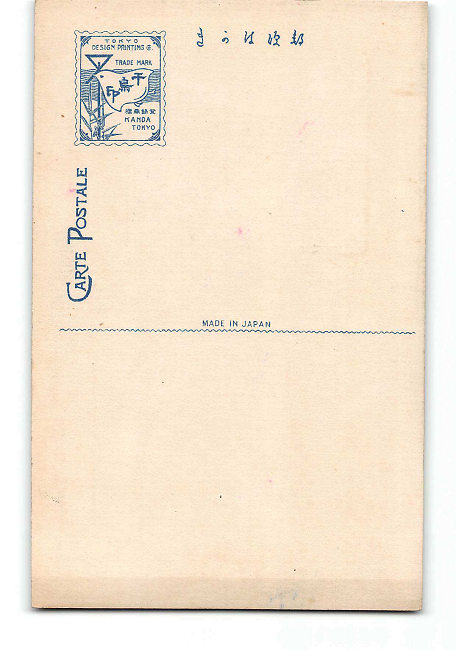 郵便はかき
TOKYO
DESIGN PRINTING Co.
TRADE MARK
千鳥印
KANDA
TOKYO
CARTE POSTALE
MADE IN JAPAN